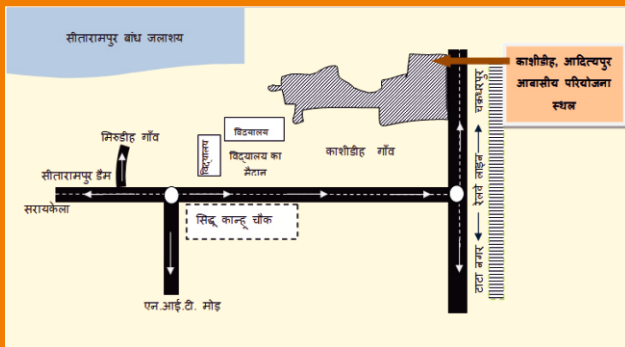 सीतारामपुर बांध जलाशय
काशीडीह, आदित्यपुर
आबासीय परियोजना
स्थल
चक्रधरपुर
रेलवे लाइन
टाटा नगर
विद्यालय
विद्यालय
विद्यालय का
मैदान
काशीडीह गाँव
मिरुडीह गाँव
सीतारामपुर डैम
सरायकेला
सिद्धू कान्हू चौक
एन.आई.टी. मोड़